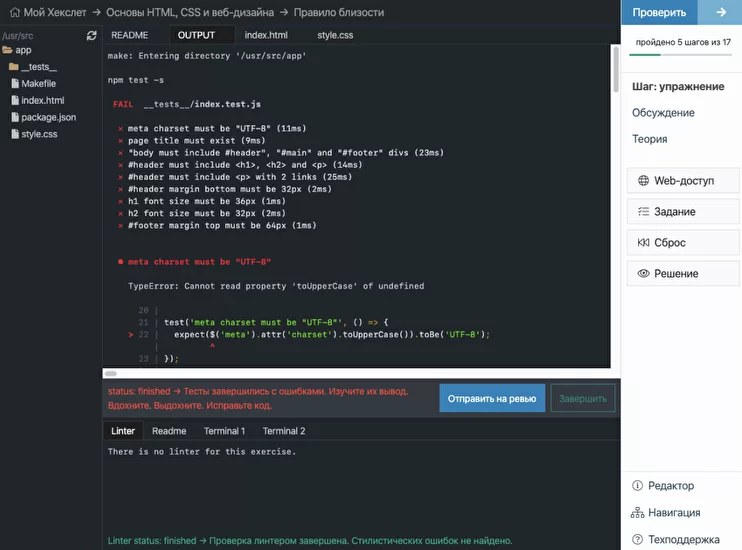 Мой Хекслет → Основы HTML, CSS и веб-дизайна → Правило близости
Проверить →
/usr/src
app
__tests__
Makefile
index.html
package.json
style.css
README OUTPUT index.html style.css
make: Entering directory '/usr/src/app'
npm test -s
FAIL __tests__/index.test.js
× meta charset must be "UTF-8" (11ms)
× page title must exist (9ms)
× "body must include #header", "#main" and "#footer" divs (23ms)
× #header must include <h1>, <h2> and <p> (14ms)
× #header must include <p> with 2 links (25ms)
× #header margin bottom must be 32px (2ms)
× h1 font size must be 36px (1ms)
× h2 font size must be 32px (2ms)
× #footer margin top must be 64px (1ms)
● meta charset must be "UTF-8"
TypeError: Cannot read property 'toUpperCase' of undefined
20 |
21 | test('meta charset must be "UTF-8"', () => {
> 22 | expect($('meta').attr('charset').toUpperCase()).toBe('UTF-8');
| ^
23 | });
status: finished → Тесты завершились с ошибками. Изучите их вывод.
Вдохните. Выдохните. Исправьте код.
Отправить на ревью
Завершить
Linter Readme Terminal 1 Terminal 2
There is no linter for this exercise.
Linter status: finished → Проверка линтером завершена. Стилистических ошибок не найдено.
пройдено 5 шагов из 17
Шаг: упражнение
Обсуждение
Теория
Web-доступ
Задание
Сброс
Решение
Редактор
Навигация
Техподдержка